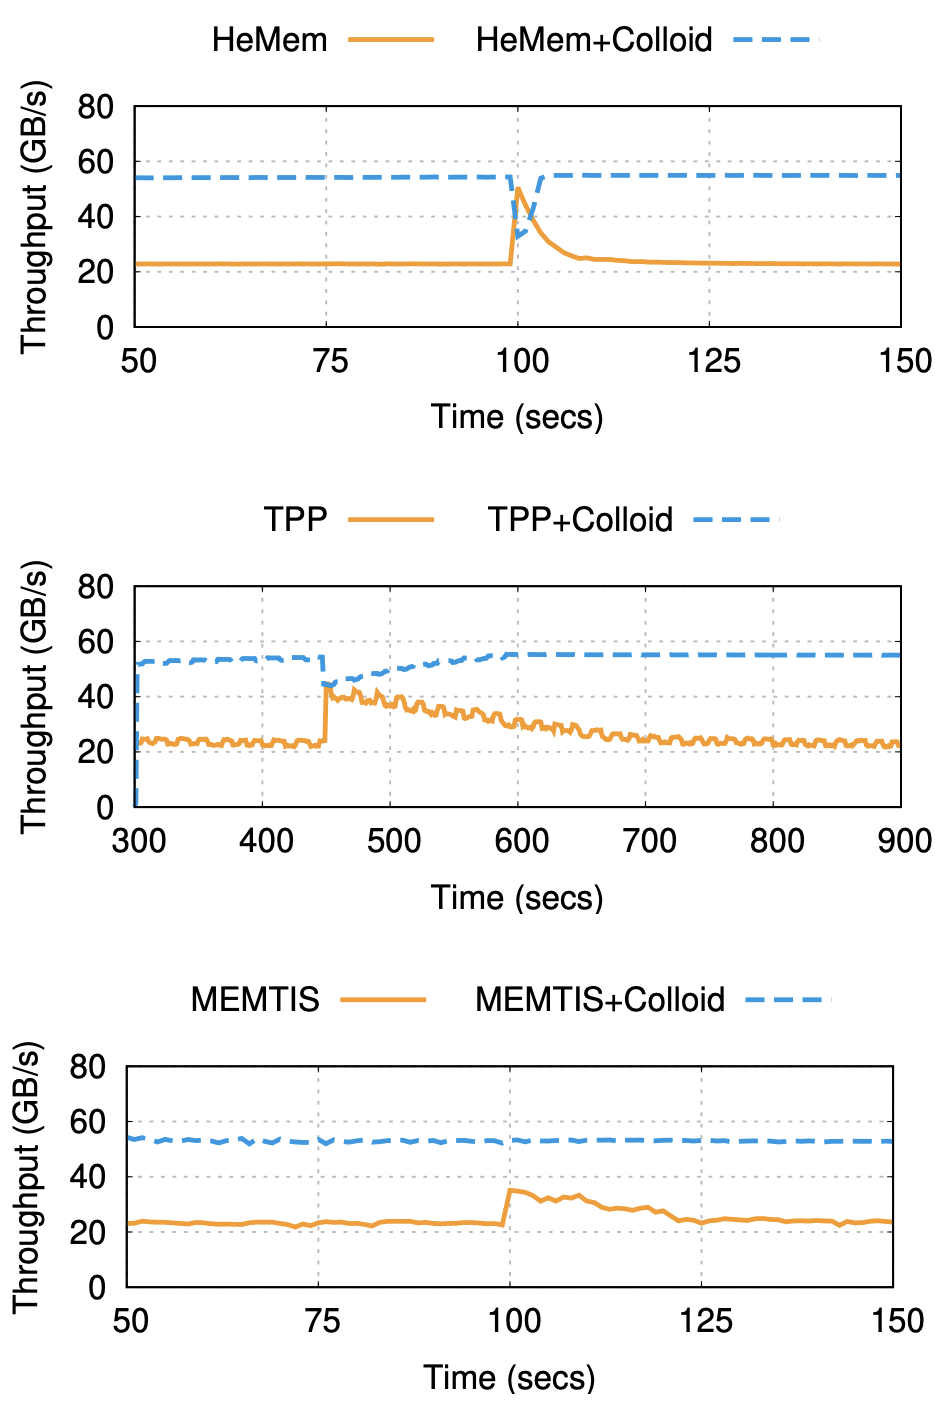 HeMem HeMem+Colloid
Throughput (GB/s)
80
60
40
20
0
50 75 100 125 150
Time (secs)
TPP TPP+Colloid
Throughput (GB/s)
80
60
40
20
0
300 400 500 600 700 800 900
Time (secs)
MEMTIS MEMTIS+Colloid
Throughput (GB/s)
80
60
40
20
0
50 75 100 125 150
Time (secs)